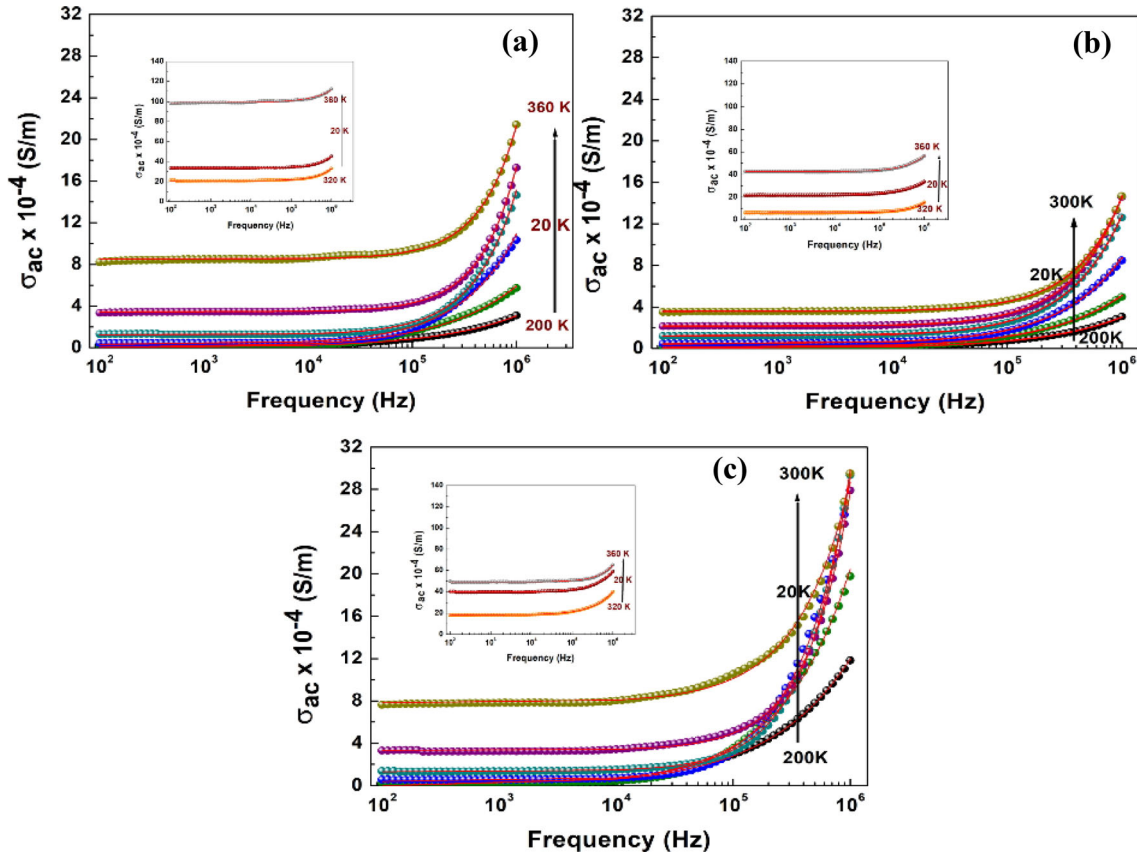 (a)
σac x 10⁻⁴ (S/m)
32
28
24
20
16
12
8
4
0
10² 10³ 10⁴ 10⁵ 10⁶
Frequency (Hz)
360 K
20 K
200 K
σac x 10⁻⁴ (S/m)
140
120
100
80
60
40
20
0
360 K
20 K
320 K
Frequency (Hz)
(b)
σac x 10⁻⁴ (S/m)
32
28
24
20
16
12
8
4
0
10² 10³ 10⁴ 10⁵ 10⁶
Frequency (Hz)
300K
20K
200K
σac x 10⁻⁴ (S/m)
140
120
100
80
60
40
20
0
360 K
20 K
320 K
Frequency (Hz)
(c)
σac x 10⁻⁴ (S/m)
32
28
24
20
16
12
8
4
0
10² 10³ 10⁴ 10⁵ 10⁶
Frequency (Hz)
300K
20K
200K
σac x 10⁻⁴ (S/m)
140
120
100
80
60
40
20
0
360 K
20 K
320 K
Frequency (Hz)